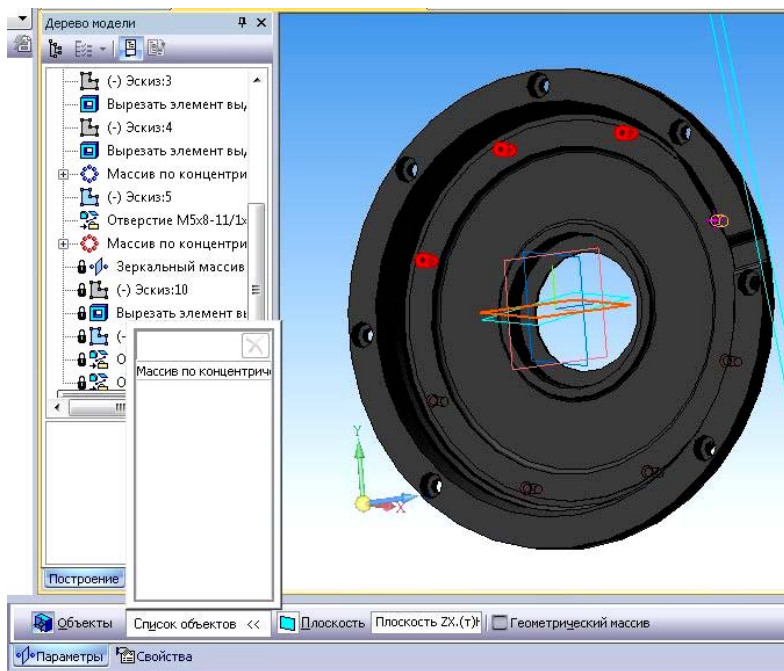 Дерево модели
(-) Эскиз:3
Вырезать элемент вы
(-) Эскиз:4
Вырезать элемент вы
Массив по концентри
(-) Эскиз:5
Отверстие М5х8-11/1
Массив по концентри
Зеркальный массив
(-) Эскиз:10
Вырезать элемент вы
(-
О
О
Массив по концентрич
Построение
Y
X
Объекты Список объектов << Плоскость Плоскость ZX.(т) Геометрический массив
Параметры Свойства